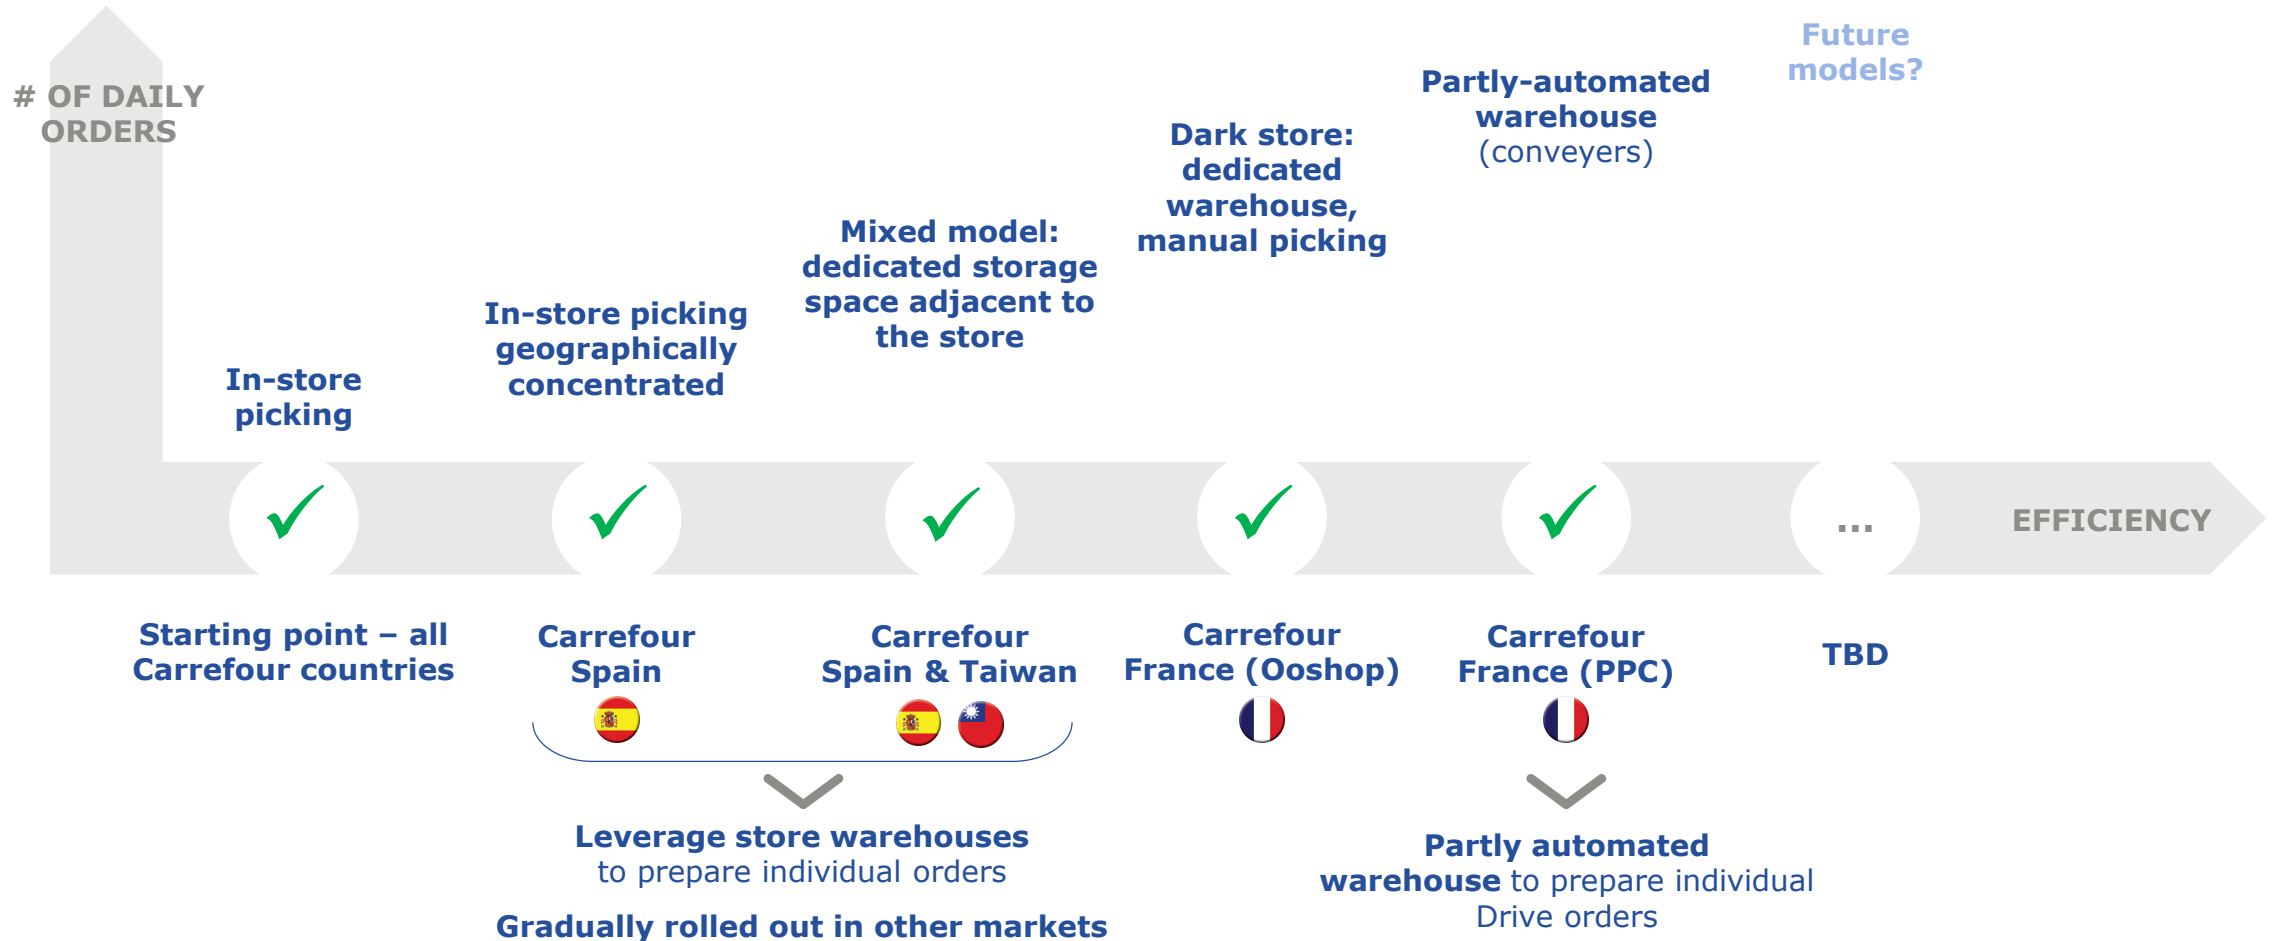 # OF DAILY
ORDERS
In-store
picking
In-store picking
geographically
concentrated
Mixed model:
dedicated storage
space adjacent to
the store
Dark store:
dedicated
warehouse,
manual picking
Partly-automated
warehouse
(conveyers)
Future
models?
...
EFFICIENCY
Starting point – all
Carrefour countries
Carrefour
Spain
Carrefour
Spain & Taiwan
Carrefour
France (Ooshop)
Carrefour
France (PPC)
TBD
Leverage store warehouses
to prepare individual orders
Gradually rolled out in other markets
Partly automated
warehouse to prepare individual
Drive orders